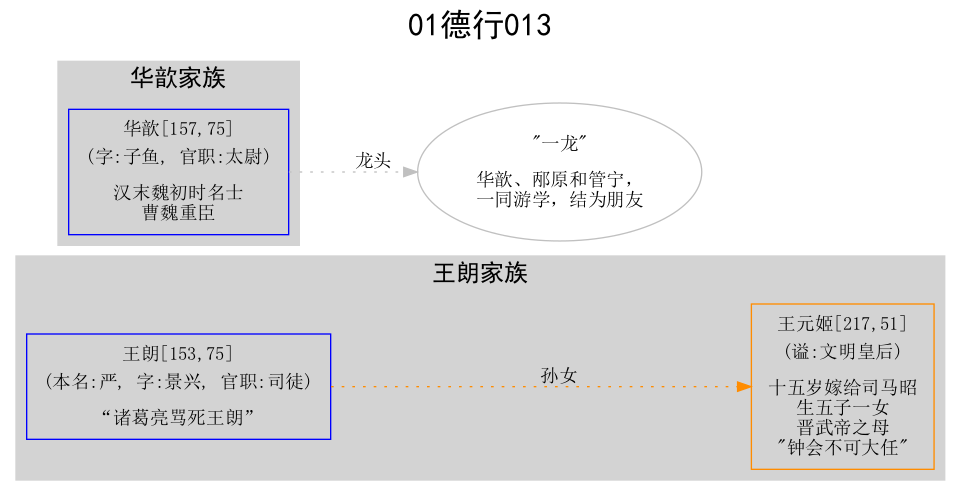 01德行013
华歆家族
华歆[157,75]
(字:子鱼, 官职:太尉)
汉末魏初时名士
曹魏重臣
龙头
"一龙"
华歆、邴原和管宁，
一同游学，结为朋友
王朗家族
王朗[153,75]
(本名:严, 字:景兴, 官职:司徒)
“诸葛亮骂死王朗”
孙女
王元姬[217,51]
(谥:文明皇后)
十五岁嫁给司马昭
生五子一女
晋武帝之母
"钟会不可大任"